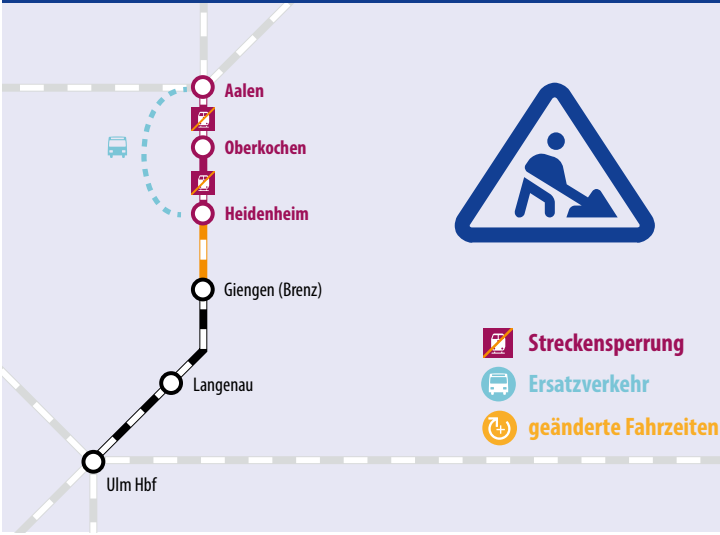 Aalen
Oberkochen
Heidenheim
Giengen (Brenz)
Langenau
Ulm Hbf
Streckensperrung
Ersatzverkehr
geänderte Fahrzeiten